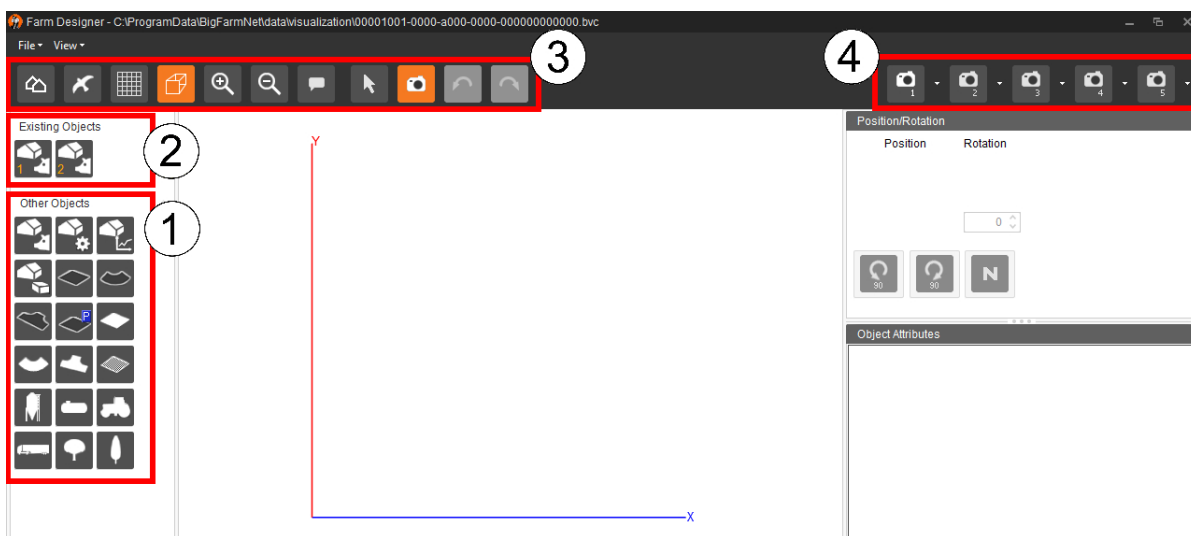 Farm Designer - C:\ProgramData\BigFarmNet\data\visualization\00001001-0000-a000-0000-000000000000.bvc
File View
3
4
1 2 3 4 5
Existing Objects
1 2
2
Other Objects
1
P
Y
X
Position/Rotation
Position Rotation
0
90 90 N
Object Attributes